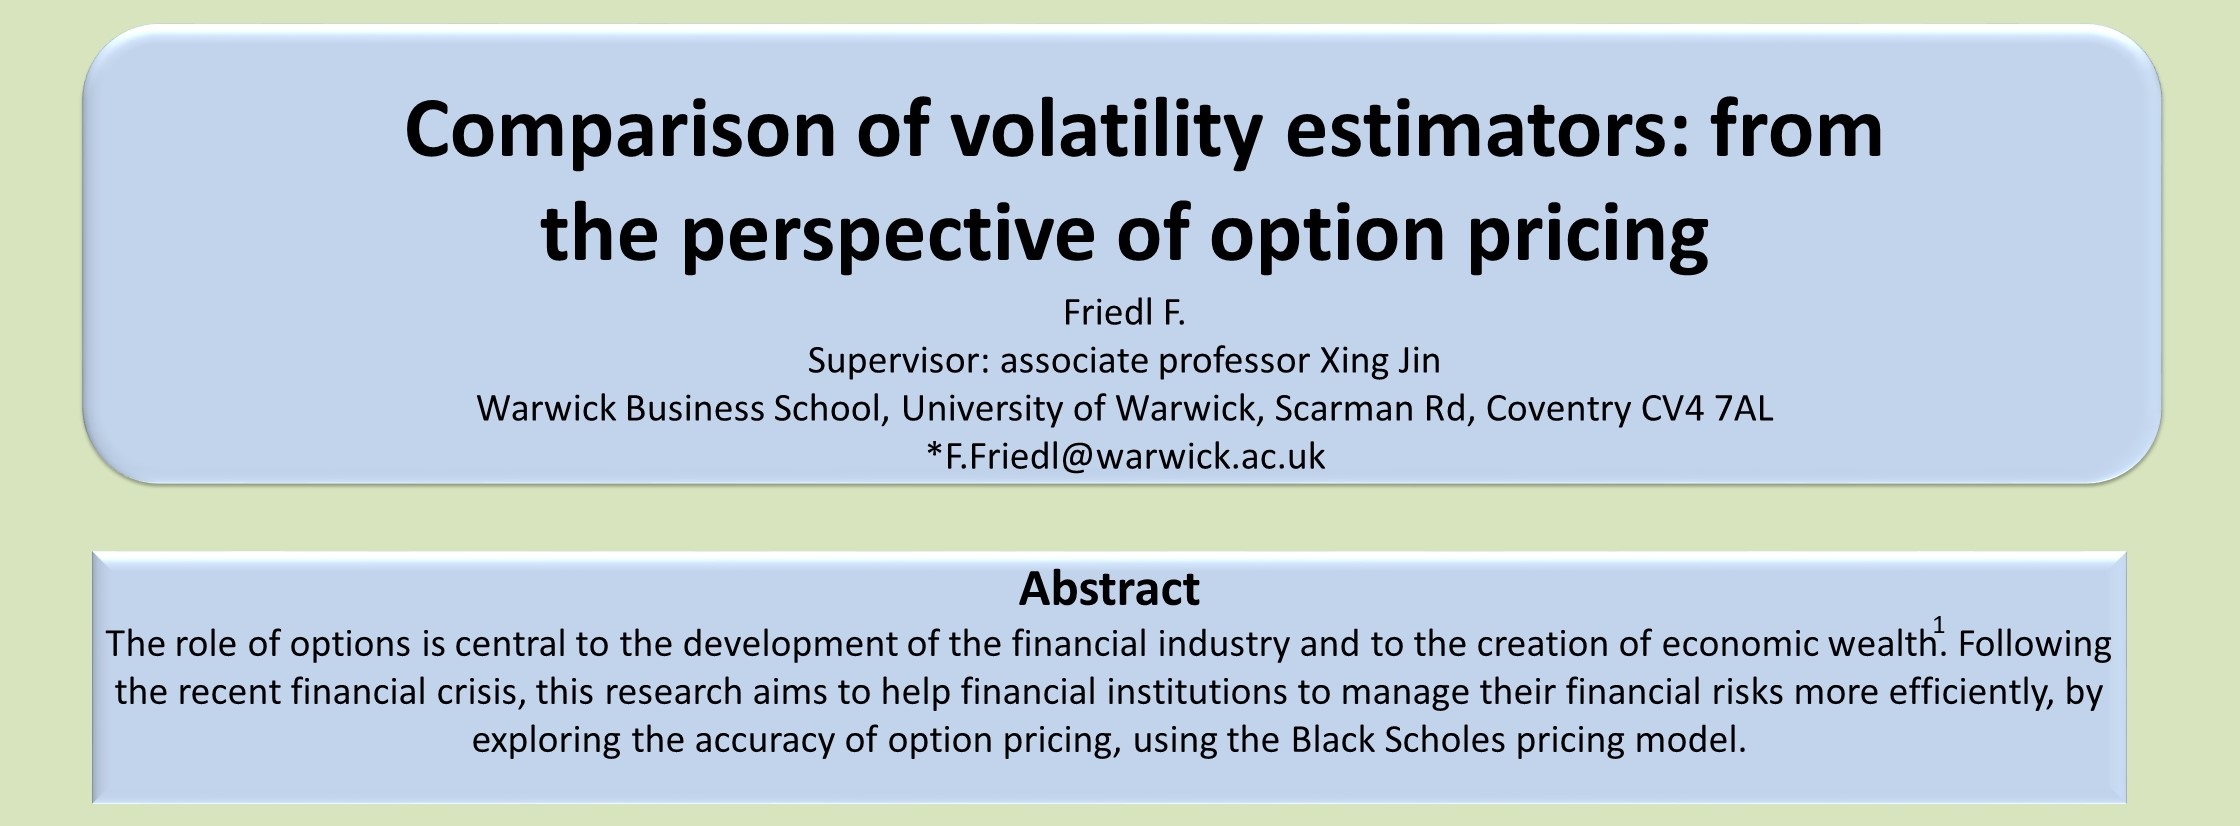 Comparison of volatility estimators: from
the perspective of option pricing
Friedl F.
Supervisor: associate professor Xing Jin
Warwick Business School, University of Warwick, Scarman Rd, Coventry CV4 7AL
*F.Friedl@warwick.ac.uk
Abstract
The role of options is central to the development of the financial industry and to the creation of economic wealth¹. Following
the recent financial crisis, this research aims to help financial institutions to manage their financial risks more efficiently, by
exploring the accuracy of option pricing, using the Black Scholes pricing model.